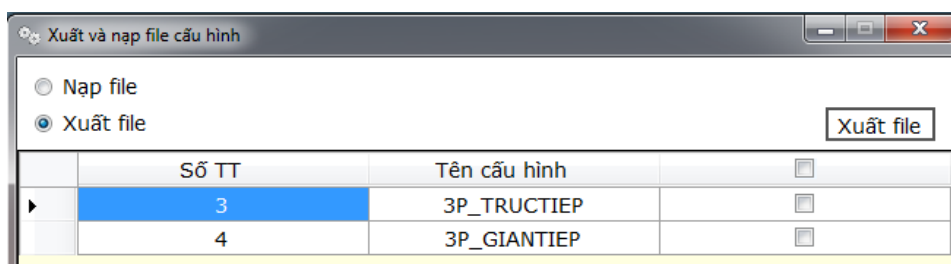 Xuất và nạp file cấu hình
Nạp file
Xuất file
Xuất file
Số TT Tên cấu hình
3 3P_TRUCTIEP
4 3P_GIANTIEP